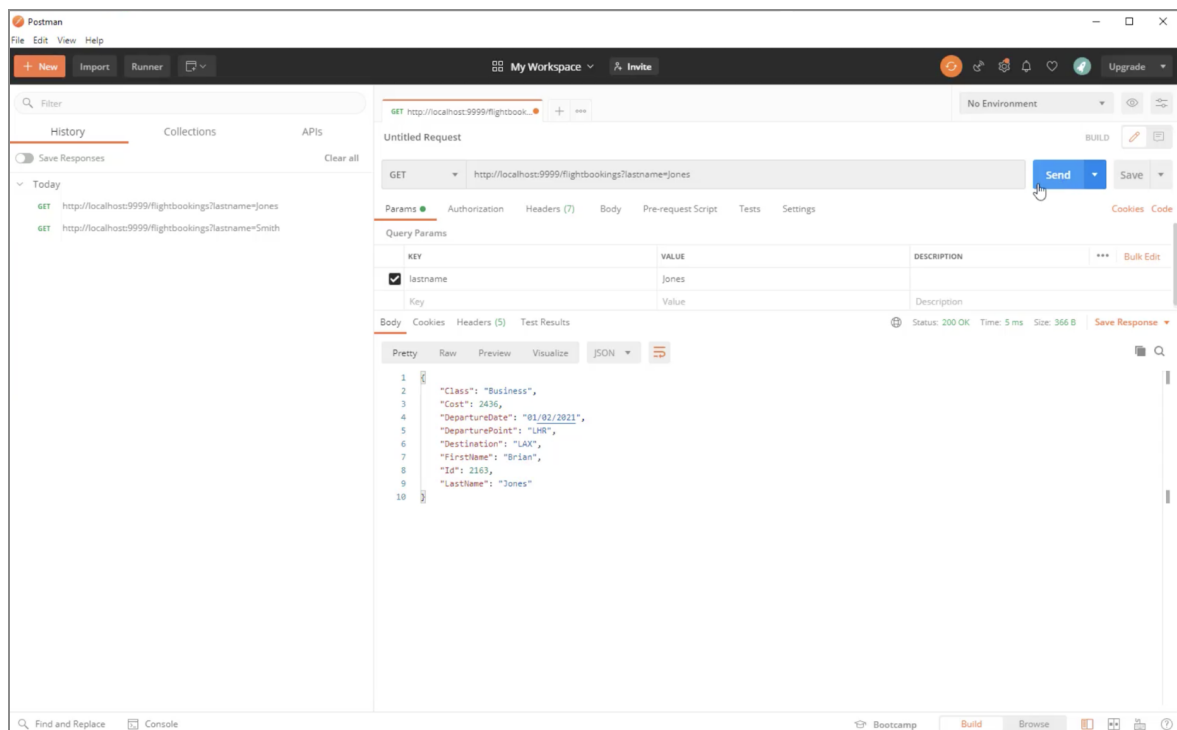 Postman
File Edit View Help
+ New Import Runner My Workspace Invite Upgrade
Filter
History Collections APIs
Save Responses Clear all
Today
GET http://localhost:9999/flightbookings?lastname=Jones
GET http://localhost:9999/flightbookings?lastname=Smith
GET http://localhost:9999/flightbook... + ••• No Environment
Untitled Request BUILD
GET http://localhost:9999/flightbookings?lastname=Jones Send Save
Params Authorization Headers (7) Body Pre-request Script Tests Settings Cookies Code
Query Params
KEY VALUE DESCRIPTION ••• Bulk Edit
lastname Jones
Key Value Description
Body Cookies Headers (5) Test Results Status: 200 OK Time: 5 ms Size: 366 B Save Response
Pretty Raw Preview Visualize JSON
1 {
2 "Class": "Business",
3 "Cost": 2436,
4 "DepartureDate": "01/02/2021",
5 "DeparturePoint": "LHR",
6 "Destination": "LAX",
7 "FirstName": "Brian",
8 "Id": 2163,
9 "LastName": "Jones"
10 }
Find and Replace Console Bootcamp Build Browse